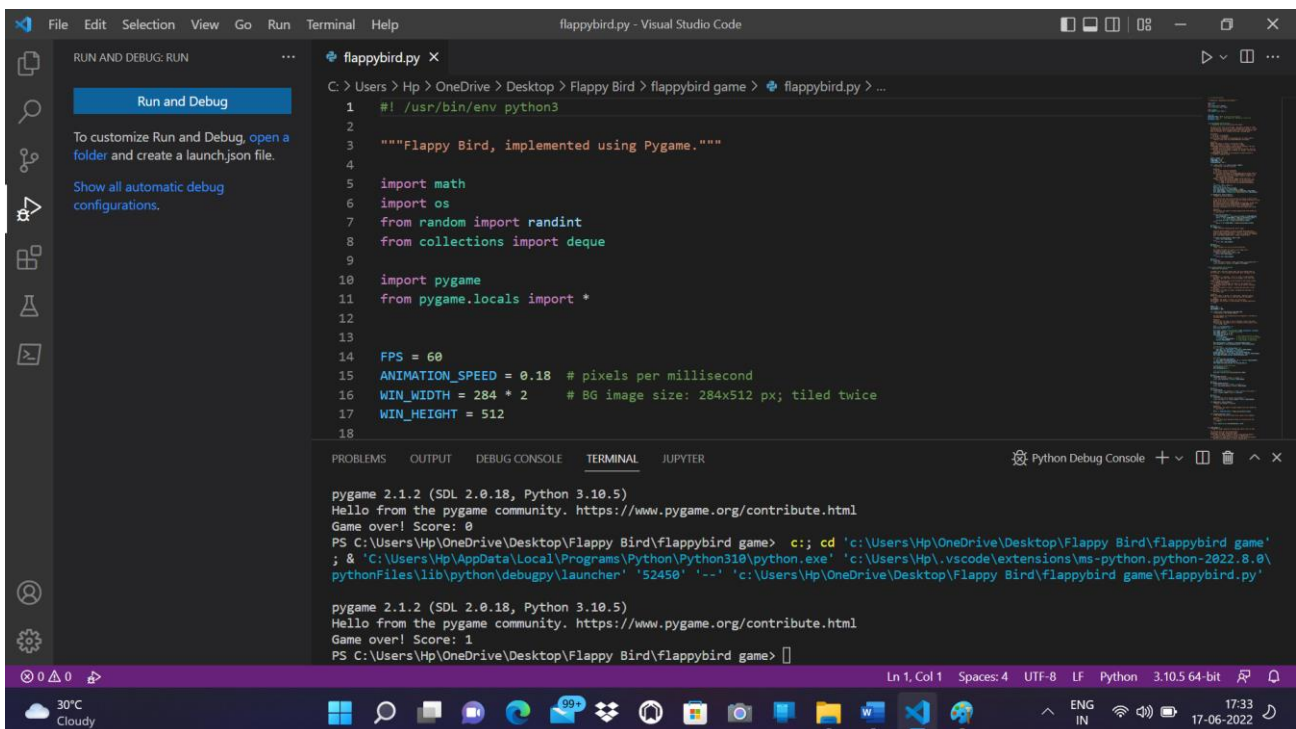 File Edit Selection View Go Run Terminal Help flappybird.py - Visual Studio Code
RUN AND DEBUG: RUN ...
Run and Debug
To customize Run and Debug, open a
folder and create a launch.json file.
Show all automatic debug
configurations.
flappybird.py
C: > Users > Hp > OneDrive > Desktop > Flappy Bird > flappybird game > flappybird.py > ...
1 #! /usr/bin/env python3
2
3 """Flappy Bird, implemented using Pygame."""
4
5 import math
6 import os
7 from random import randint
8 from collections import deque
9
10 import pygame
11 from pygame.locals import *
12
13
14 FPS = 60
15 ANIMATION_SPEED = 0.18 # pixels per millisecond
16 WIN_WIDTH = 284 * 2 # BG image size: 284x512 px; tiled twice
17 WIN_HEIGHT = 512
18
PROBLEMS OUTPUT DEBUG CONSOLE TERMINAL JUPYTER Python Debug Console
pygame 2.1.2 (SDL 2.0.18, Python 3.10.5)
Hello from the pygame community. https://www.pygame.org/contribute.html
Game over! Score: 0
PS C:\Users\Hp\OneDrive\Desktop\Flappy Bird\flappybird game> c:; cd 'c:\Users\Hp\OneDrive\Desktop\Flappy Bird\flappybird game'
; & 'C:\Users\Hp\AppData\Local\Programs\Python\Python310\python.exe' 'c:\Users\Hp\.vscode\extensions\ms-python.python-2022.8.0\
pythonFiles\lib\python\debugpy\launcher' '52450' '--' 'c:\Users\Hp\OneDrive\Desktop\Flappy Bird\flappybird game\flappybird.py'
pygame 2.1.2 (SDL 2.0.18, Python 3.10.5)
Hello from the pygame community. https://www.pygame.org/contribute.html
Game over! Score: 1
PS C:\Users\Hp\OneDrive\Desktop\Flappy Bird\flappybird game>
0 0 Ln 1, Col 1 Spaces: 4 UTF-8 LF Python 3.10.5 64-bit
30°C
Cloudy
99+
ENG
IN
17:33
17-06-2022